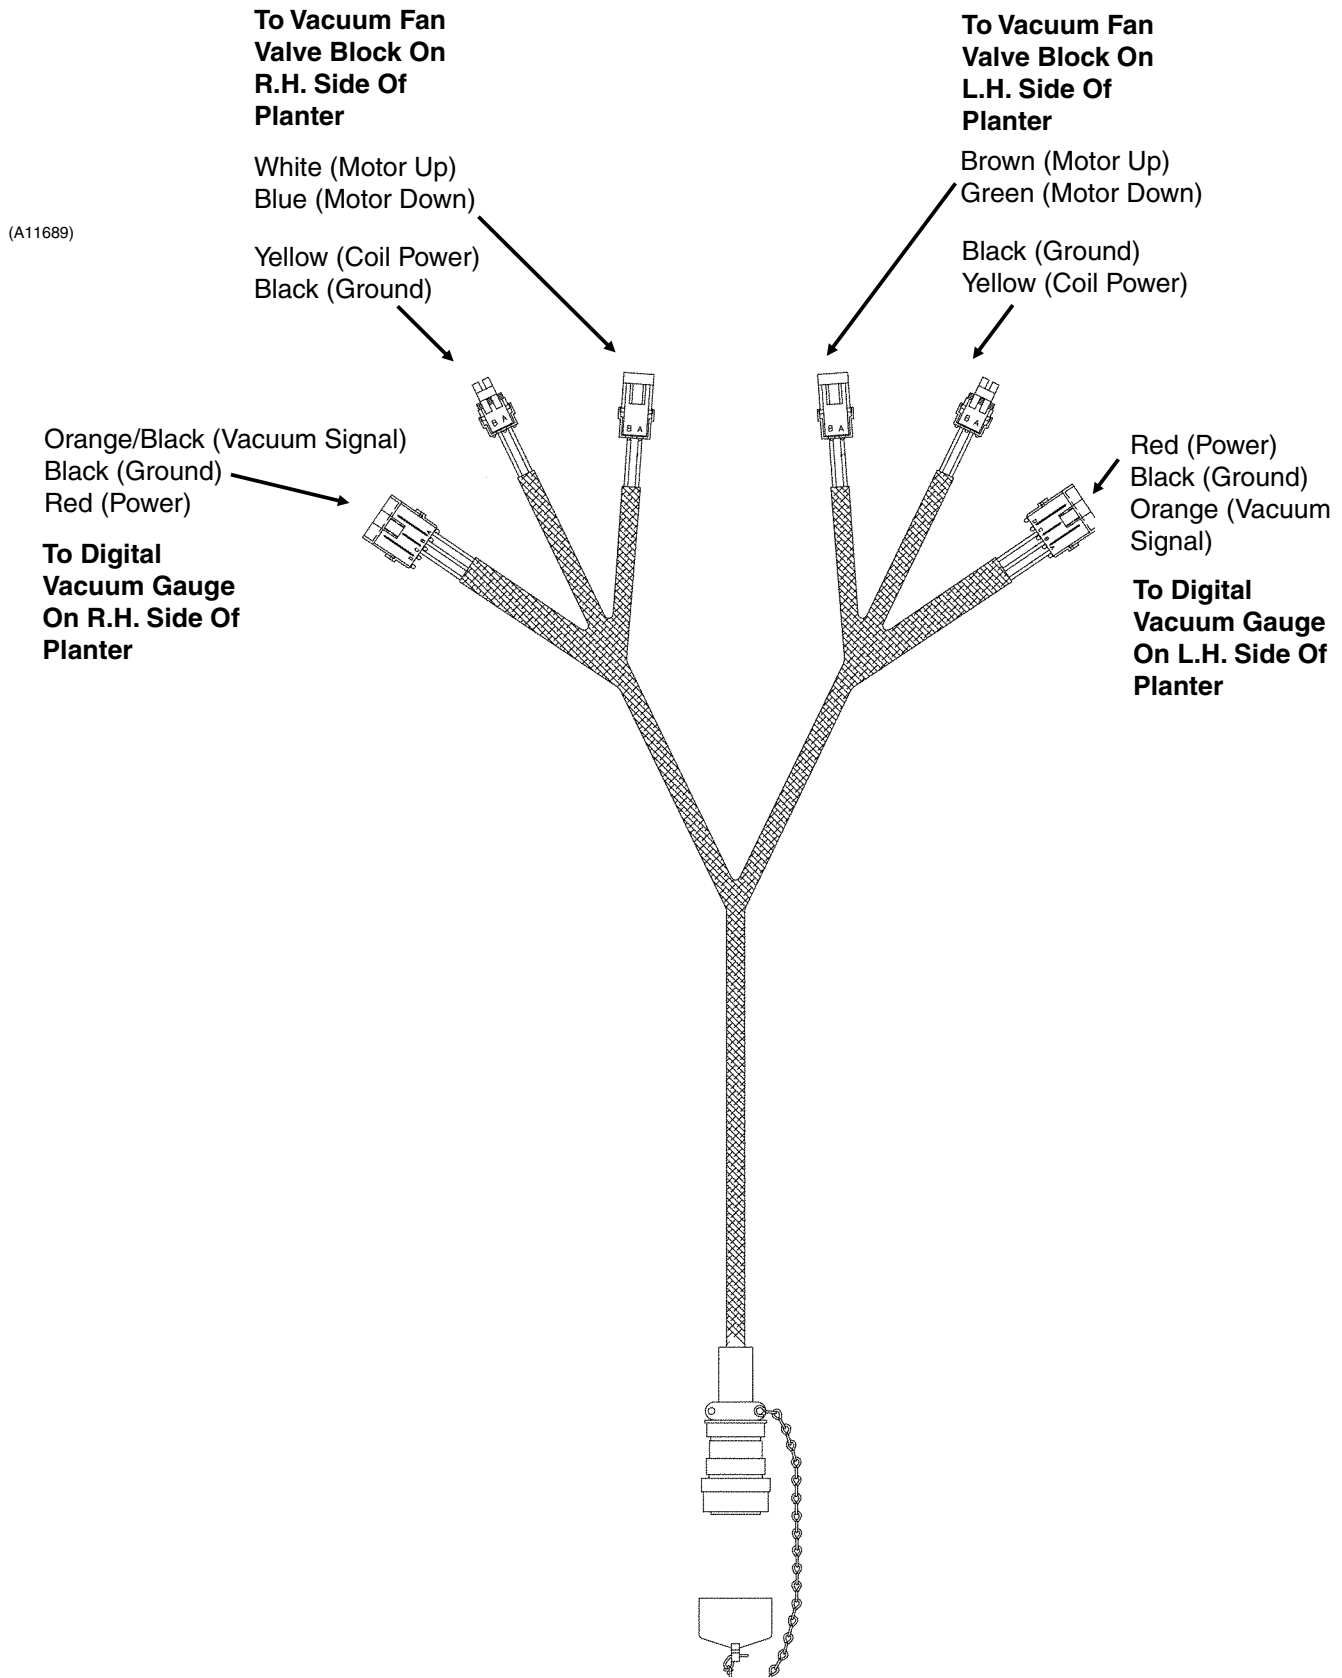 To Vacuum Fan
Valve Block On
R.H. Side Of
Planter
White (Motor Up)
Blue (Motor Down)
Yellow (Coil Power)
Black (Ground)
To Vacuum Fan
Valve Block On
L.H. Side Of
Planter
Brown (Motor Up)
Green (Motor Down)
Black (Ground)
Yellow (Coil Power)
(A11689)
B A
B A
B A
B A
Orange/Black (Vacuum Signal)
Black (Ground)
Red (Power)
To Digital
Vacuum Gauge
On R.H. Side Of
Planter
Red (Power)
Black (Ground)
Orange (Vacuum
Signal)
To Digital
Vacuum Gauge
On L.H. Side Of
Planter